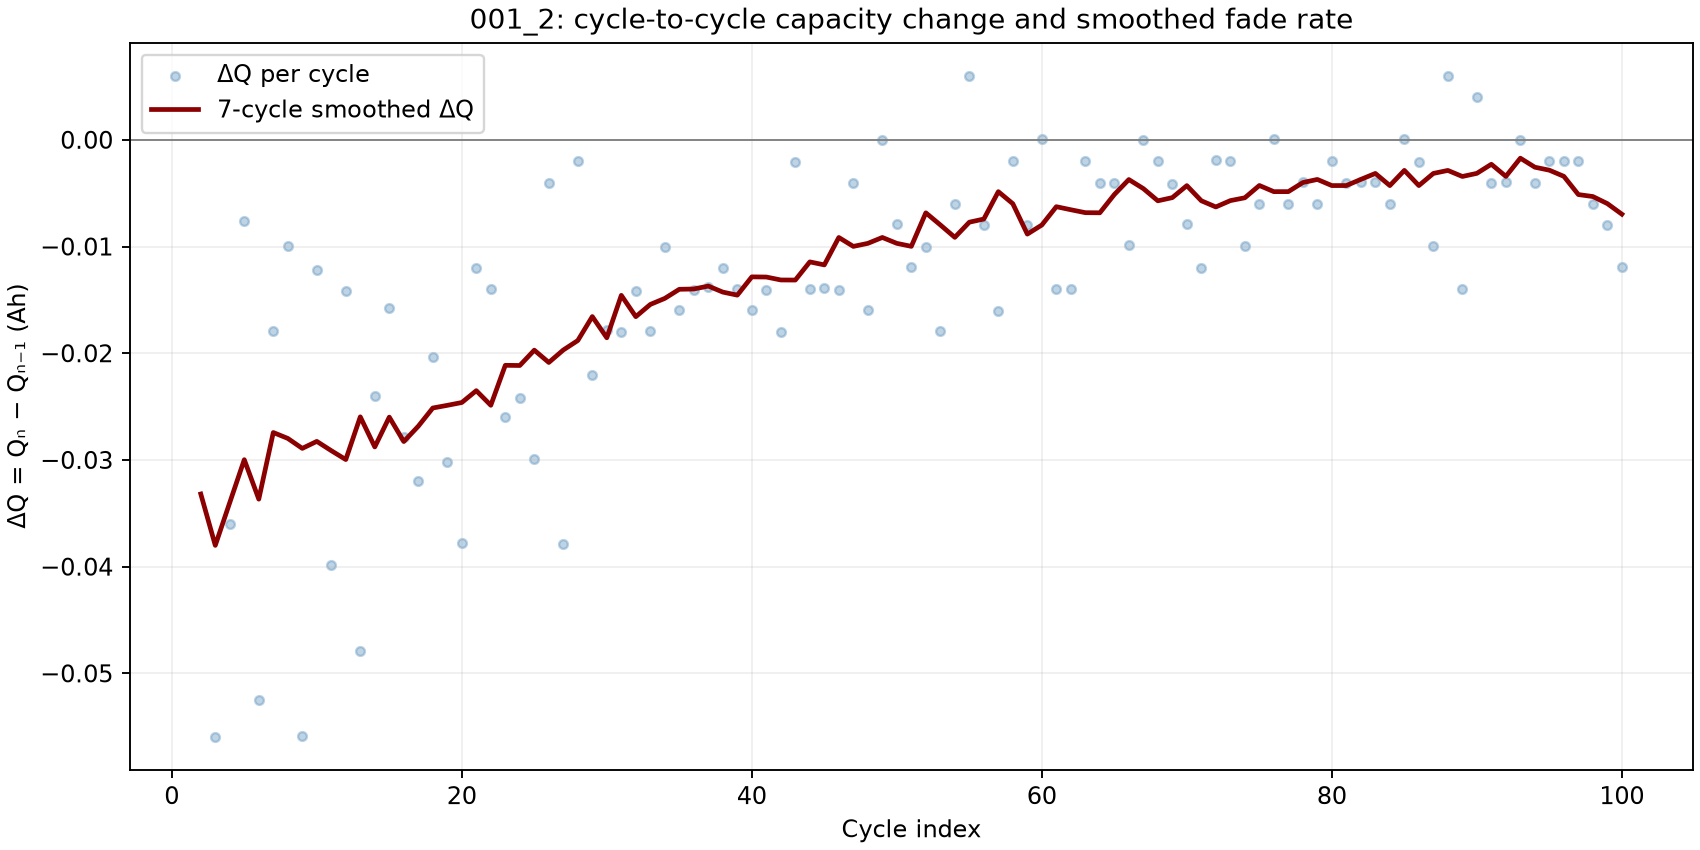 001_2: cycle-to-cycle capacity change and smoothed fade rate
ΔQ per cycle
7-cycle smoothed ΔQ
ΔQ = Qₙ − Qₙ₋₁ (Ah)
0.00
−0.01
−0.02
−0.03
−0.04
−0.05
0 20 40 60 80 100
Cycle index